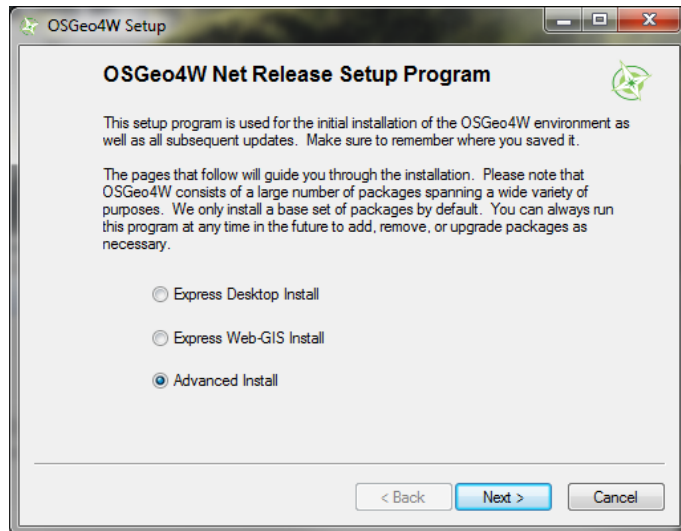 OSGeo4W Setup
OSGeo4W Net Release Setup Program
This setup program is used for the initial installation of the OSGeo4W environment as
well as all subsequent updates. Make sure to remember where you saved it.
The pages that follow will guide you through the installation. Please note that
OSGeo4W consists of a large number of packages spanning a wide variety of
purposes. We only install a base set of packages by default. You can always run
this program at any time in the future to add, remove, or upgrade packages as
necessary.
Express Desktop Install
Express Web-GIS Install
Advanced Install
< Back Next > Cancel